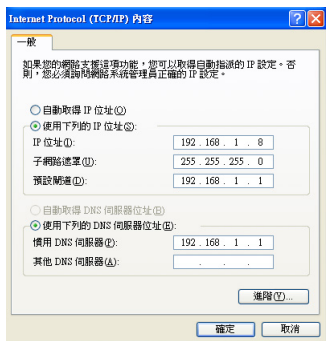 Internet Protocol (TCP/IP) 內容
一般
如果您的網路支援這項功能，您可以取得自動指派的 IP 設定。否
則，您必須詢問網路系統管理員正確的 IP 設定。
自動取得 IP 位址(O)
使用下列的 IP 位址(S):
IP 位址(I): 192 . 168 . 1 . 8
子網路遮罩(U): 255 . 255 . 255 . 0
預設閘道(D): 192 . 168 . 1 . 1
自動取得 DNS 伺服器位址(B)
使用下列的 DNS 伺服器位址(E):
慣用 DNS 伺服器(P): 192 . 168 . 1 . 1
其他 DNS 伺服器(A): . . .
進階(V)...
確定 取消